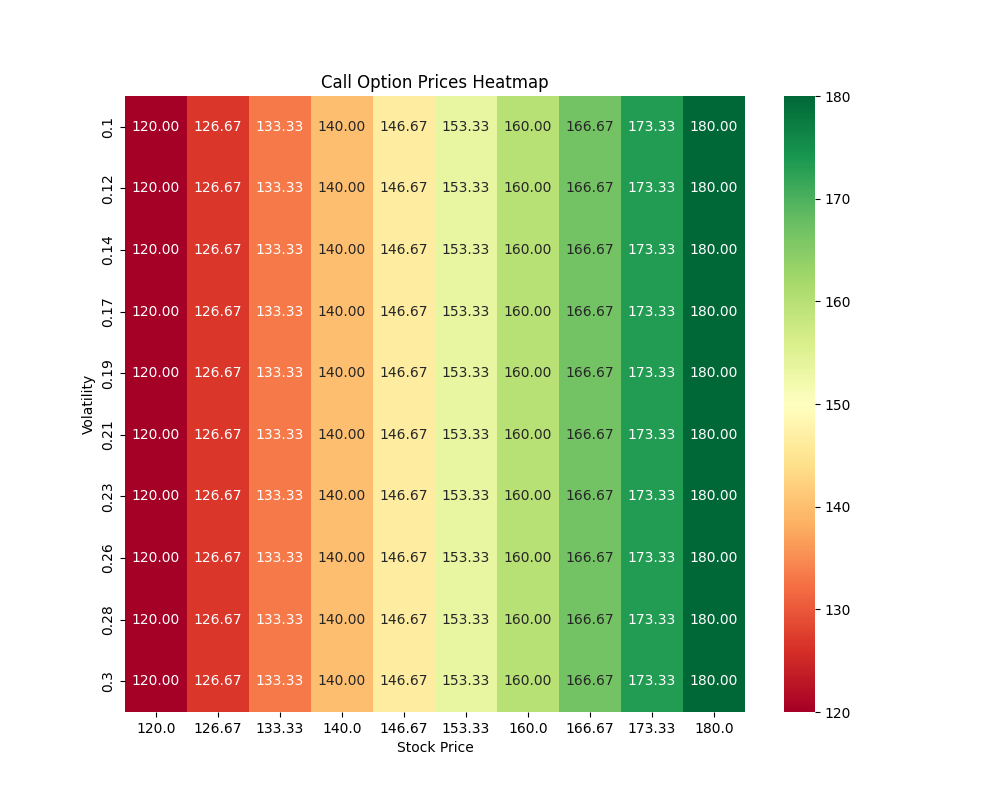 Call Option Prices Heatmap
Volatility
0.1 120.00 126.67 133.33 140.00 146.67 153.33 160.00 166.67 173.33 180.00
0.12 120.00 126.67 133.33 140.00 146.67 153.33 160.00 166.67 173.33 180.00
0.14 120.00 126.67 133.33 140.00 146.67 153.33 160.00 166.67 173.33 180.00
0.17 120.00 126.67 133.33 140.00 146.67 153.33 160.00 166.67 173.33 180.00
0.19 120.00 126.67 133.33 140.00 146.67 153.33 160.00 166.67 173.33 180.00
0.21 120.00 126.67 133.33 140.00 146.67 153.33 160.00 166.67 173.33 180.00
0.23 120.00 126.67 133.33 140.00 146.67 153.33 160.00 166.67 173.33 180.00
0.26 120.00 126.67 133.33 140.00 146.67 153.33 160.00 166.67 173.33 180.00
0.28 120.00 126.67 133.33 140.00 146.67 153.33 160.00 166.67 173.33 180.00
0.3 120.00 126.67 133.33 140.00 146.67 153.33 160.00 166.67 173.33 180.00
120.0 126.67 133.33 140.0 146.67 153.33 160.0 166.67 173.33 180.0
Stock Price
180
170
160
150
140
130
120